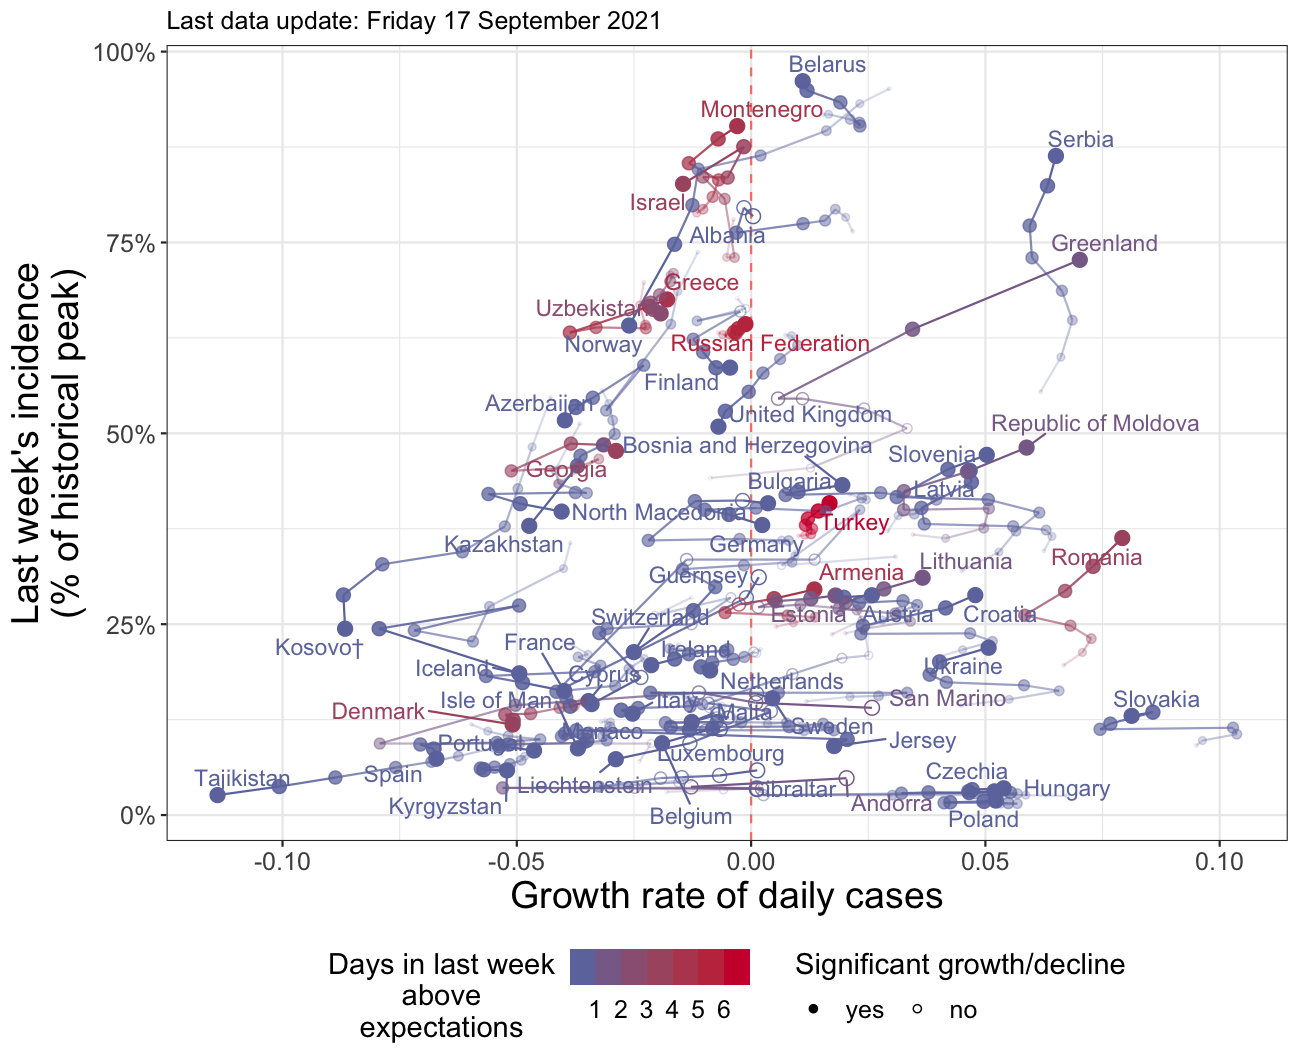 Last data update: Friday 17 September 2021
100%
75%
50%
25%
0%
Last week's incidence
(% of historical peak)
Belarus
Montenegro
Serbia
Israel
Albania
Greenland
Greece
Uzbekistan
Norway
Russian Federation
Finland
Azerbaijan
United Kingdom
Republic of Moldova
Bosnia and Herzegovina
Slovenia
Georgia
Bulgaria
Latvia
North Macedonia
Turkey
Kazakhstan
Germany
Romania
Lithuania
Guernsey
Armenia
Switzerland
Estonia
Austria
Croatia
Kosovo†
France
Ireland
Iceland
Cyprus
Ukraine
Netherlands
Isle of Man
Italy
San Marino
Slovakia
Denmark
Malta
Monaco
Sweden
Portugal
Jersey
Luxembourg
Tajikistan
Spain
Liechtenstein
Czechia
Gibraltar
Hungary
Kyrgyzstan
Andorra
Belgium
Poland
-0.10
-0.05
0.00
0.05
0.10
Growth rate of daily cases
Days in last week
above
expectations
1 2 3 4 5 6
Significant growth/decline
yes
no